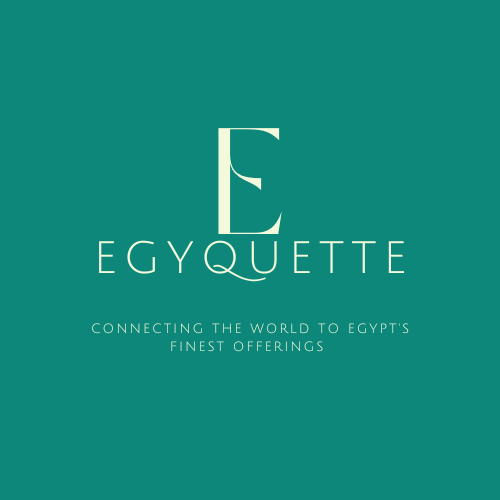 E
EGYQUETTE
CONNECTING THE WORLD TO EGYPT'S
FINEST OFFERINGS